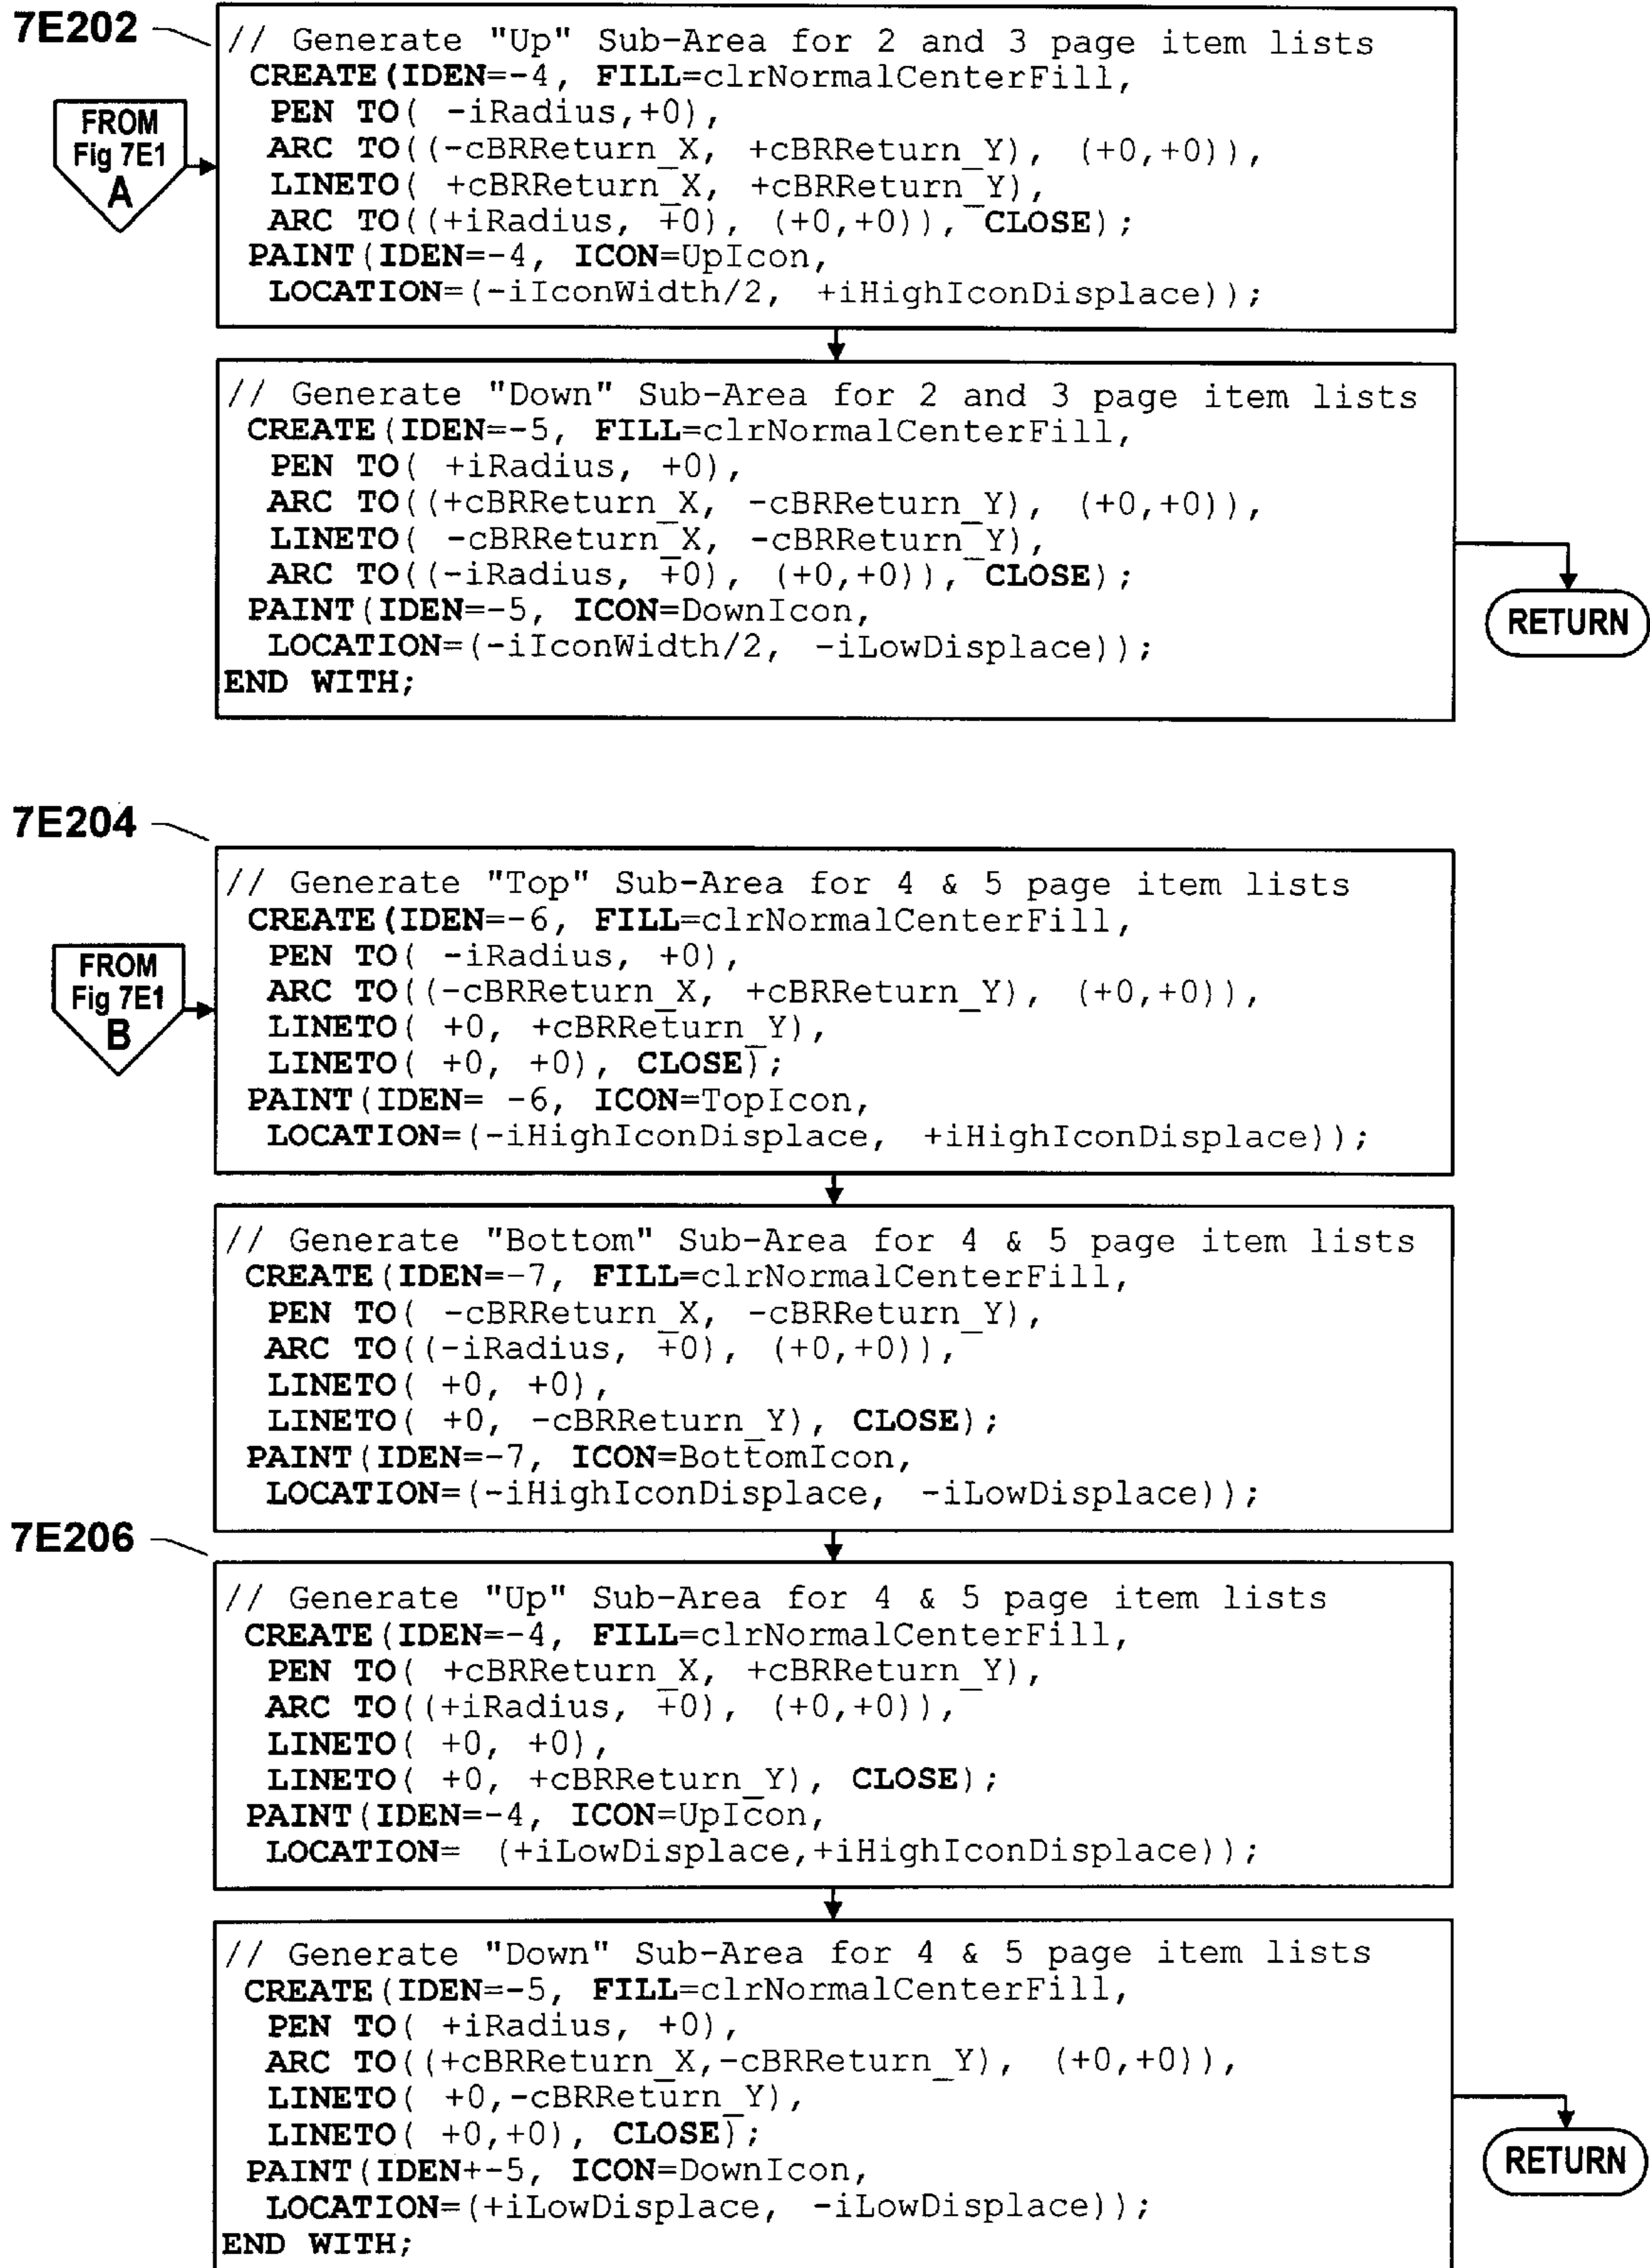 7E202
// Generate "Up" Sub-Area for 2 and 3 page item lists
CREATE(IDEN=-4, FILL=clrNormalCenterFill,
PEN TO( -iRadius,+0),
ARC TO((-cBRReturn_X, +cBRReturn_Y), (+0,+0)),
LINETO( +cBRReturn_X, +cBRReturn_Y),
ARC TO((+iRadius, +0), (+0,+0)), CLOSE);
PAINT(IDEN=-4, ICON=UpIcon,
LOCATION=(-iIconWidth/2, +iHighIconDisplace));
FROM
Fig 7E1
A
// Generate "Down" Sub-Area for 2 and 3 page item lists
CREATE(IDEN=-5, FILL=clrNormalCenterFill,
PEN TO( +iRadius, +0),
ARC TO((+cBRReturn_X, -cBRReturn_Y), (+0,+0)),
LINETO( -cBRReturn_X, -cBRReturn_Y),
ARC TO((-iRadius, +0), (+0,+0)), CLOSE);
PAINT(IDEN=-5, ICON=DownIcon,
LOCATION=(-iIconWidth/2, -iLowDisplace));
END WITH;
RETURN
7E204
// Generate "Top" Sub-Area for 4 & 5 page item lists
CREATE(IDEN=-6, FILL=clrNormalCenterFill,
PEN TO( -iRadius, +0),
ARC TO((-cBRReturn_X, +cBRReturn_Y), (+0,+0)),
LINETO( +0, +cBRReturn_Y),
LINETO( +0, +0), CLOSE);
PAINT(IDEN= -6, ICON=TopIcon,
LOCATION=(-iHighIconDisplace, +iHighIconDisplace));
FROM
Fig 7E1
B
// Generate "Bottom" Sub-Area for 4 & 5 page item lists
CREATE(IDEN=-7, FILL=clrNormalCenterFill,
PEN TO( -cBRReturn_X, -cBRReturn_Y),
ARC TO((-iRadius, +0), (+0,+0)),
LINETO( +0, +0),
LINETO( +0, -cBRReturn_Y), CLOSE);
PAINT(IDEN=-7, ICON=BottomIcon,
LOCATION=(-iHighIconDisplace, -iLowDisplace));
7E206
// Generate "Up" Sub-Area for 4 & 5 page item lists
CREATE(IDEN=-4, FILL=clrNormalCenterFill,
PEN TO( +cBRReturn_X, +cBRReturn_Y),
ARC TO((+iRadius, +0), (+0,+0)),
LINETO( +0, +0),
LINETO( +0, +cBRReturn_Y), CLOSE);
PAINT(IDEN=-4, ICON=UpIcon,
LOCATION= (+iLowDisplace,+iHighIconDisplace));
// Generate "Down" Sub-Area for 4 & 5 page item lists
CREATE(IDEN=-5, FILL=clrNormalCenterFill,
PEN TO( +iRadius, +0),
ARC TO((+cBRReturn_X,-cBRReturn_Y), (+0,+0)),
LINETO( +0,-cBRReturn_Y),
LINETO( +0,+0), CLOSE);
PAINT(IDEN+-5, ICON=DownIcon,
LOCATION=(+iLowDisplace, -iLowDisplace));
END WITH;
RETURN